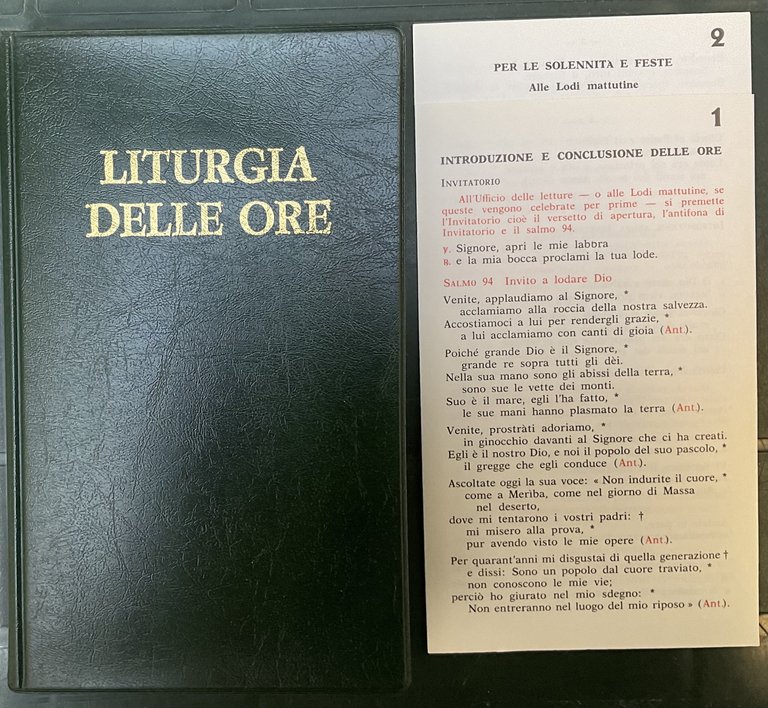 LITURGIA
DELLE ORE
2
PER LE SOLENNITÀ E FESTE
Alle Lodi mattutine
1
INTRODUZIONE E CONCLUSIONE DELLE ORE
INVITATORIO
All'Ufficio delle letture — o alle Lodi mattutine, se
queste vengono celebrate per prime — si premette
l'Invitatorio cioè il versetto di apertura, l'antifona di
Invitatorio e il salmo 94.
℣. Signore, apri le mie labbra
℟. e la mia bocca proclami la tua lode.
SALMO 94 Invito a lodare Dio
Venite, applaudiamo al Signore, *
acclamiamo alla roccia della nostra salvezza.
Accostiamoci a lui per rendergli grazie, *
a lui acclamiamo con canti di gioia (Ant.).
Poiché grande Dio è il Signore, *
grande re sopra tutti gli dèi.
Nella sua mano sono gli abissi della terra, *
sono sue le vette dei monti.
Suo è il mare, egli l'ha fatto, *
le sue mani hanno plasmato la terra (Ant.).
Venite, prostràti adoriamo, *
in ginocchio davanti al Signore che ci ha creati.
Egli è il nostro Dio, e noi il popolo del suo pascolo, *
il gregge che egli conduce (Ant.).
Ascoltate oggi la sua voce: « Non indurite il cuore, *
come a Merìba, come nel giorno di Massa
nel deserto,
dove mi tentarono i vostri padri: †
mi misero alla prova, *
pur avendo visto le mie opere (Ant.).
Per quarant'anni mi disgustai di quella generazione †
e dissi: Sono un popolo dal cuore traviato, *
non conoscono le mie vie;
perciò ho giurato nel mio sdegno: *
Non entreranno nel luogo del mio riposo » (Ant.).